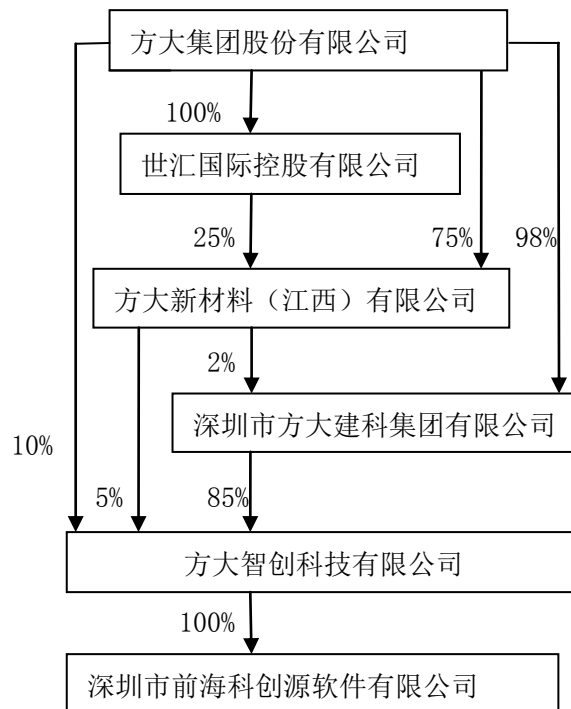 方大集团股份有限公司
100%
世汇国际控股有限公司
25%
75%
98%
方大新材料（江西）有限公司
2%
深圳市方大建科集团有限公司
10%
5%
85%
方大智创科技有限公司
100%
深圳市前海科创源软件有限公司